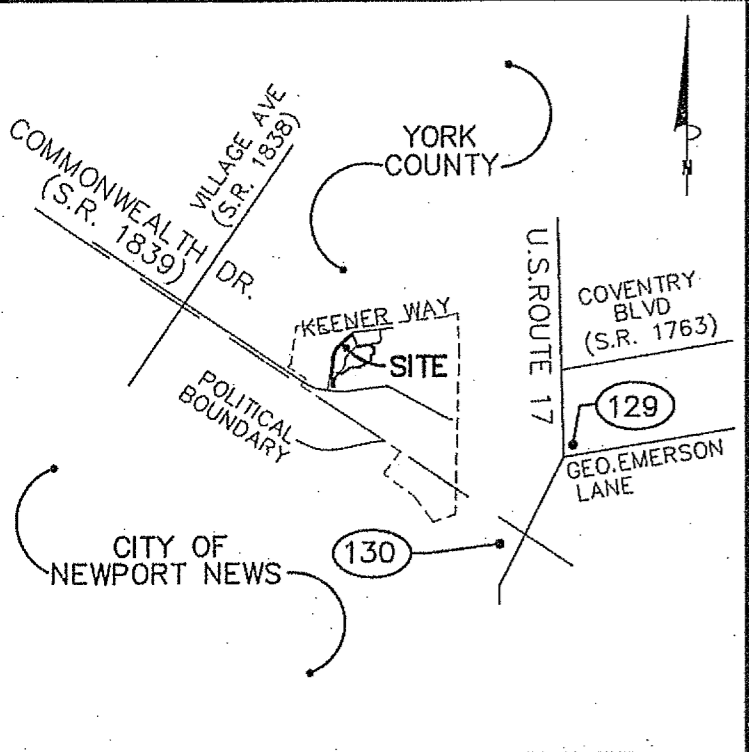 YORK
COUNTY
N
VILLAGE AVE
(S.R. 1838)
COMMONWEALTH DR.
(S.R. 1839)
U.S.ROUTE 17
COVENTRY
BLVD
(S.R. 1763)
KEENER WAY
SITE
POLITICAL
BOUNDARY
129
GEO.EMERSON
LANE
130
CITY OF
NEWPORT NEWS